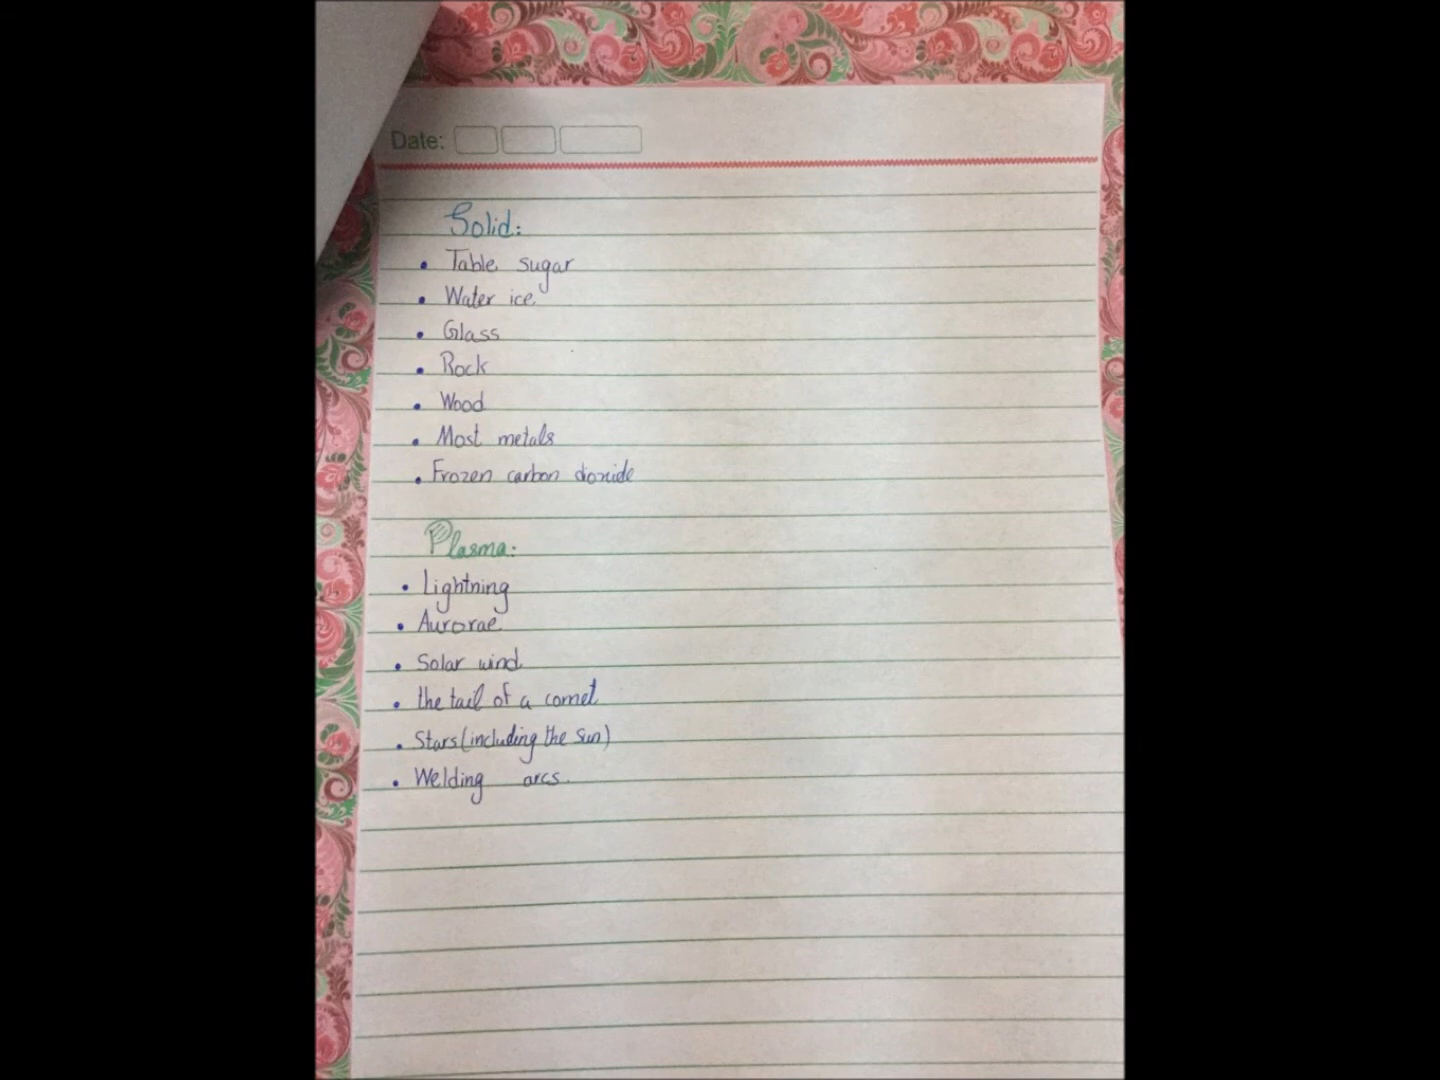 Date:
Solid:
• Table sugar
• Water ice
• Glass
• Rock
• Wood
• Most metals
• Frozen carbon dioxide
Plasma:
• Lightning
• Aurorae
• Solar wind
• the tail of a comet
• Stars (including the Sun)
• Welding arcs.